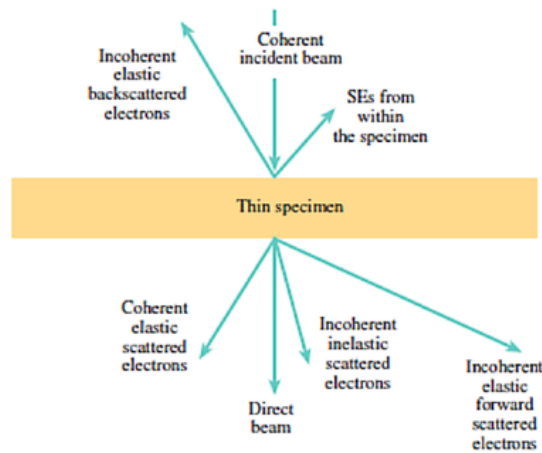 Incoherent
elastic
backscattered
electrons
Coherent
incident beam
SEs from
within
the specimen
Thin specimen
Coherent
elastic
scattered
electrons
Direct
beam
Incoherent
inelastic
scattered
electrons
Incoherent
elastic
forward
scattered
electrons